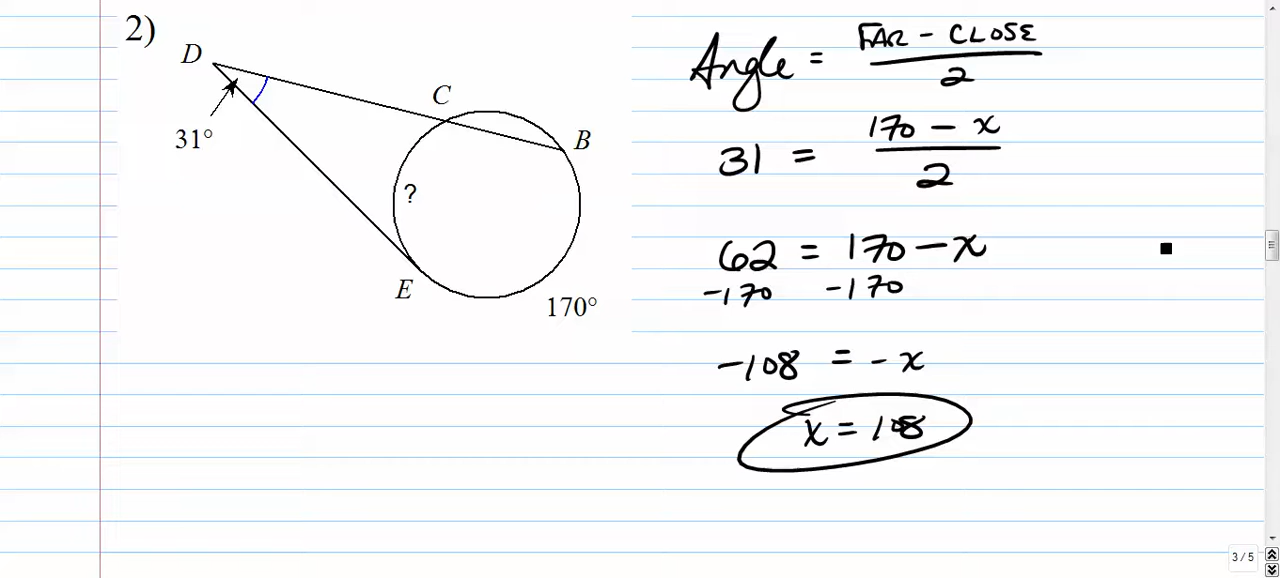 2)
D
C
B
31°
?
E
170°
Angle = FAR - CLOSE / 2
31 = 170 - x / 2
62 = 170 - x
-170 -170
-108 = - x
x = 108
3 / 5